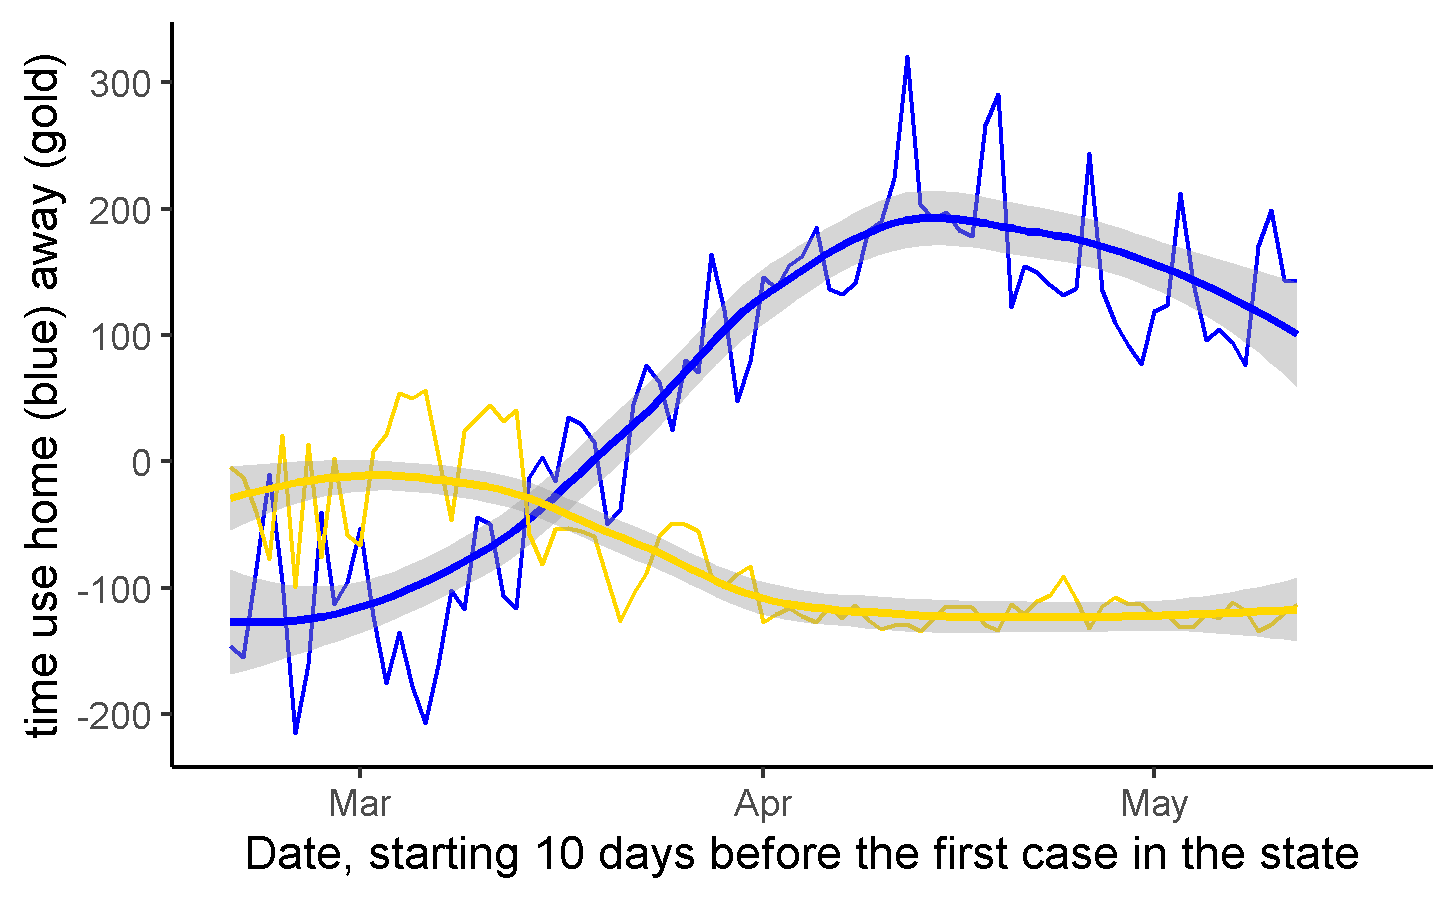 time use home (blue) away (gold)
300
200
100
0
-100
-200
Mar
Apr
May
Date, starting 10 days before the first case in the state